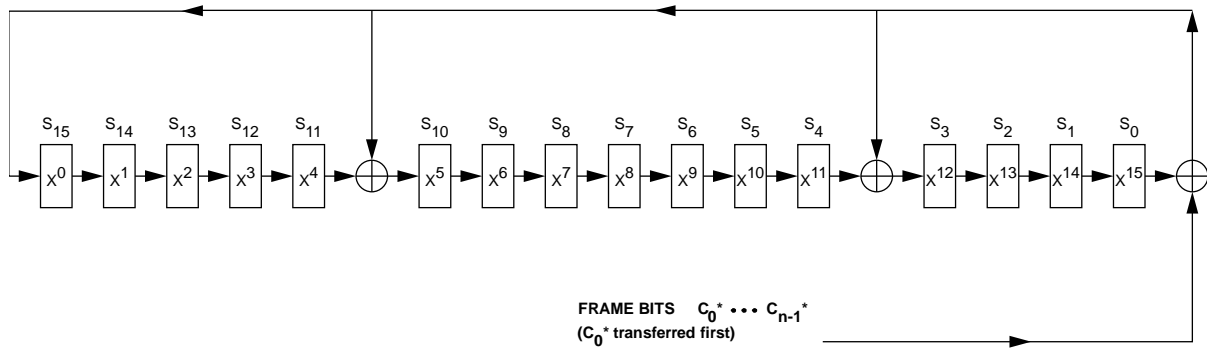 S15 S14 S13 S12 S11 S10 S9 S8 S7 S6 S5 S4 S3 S2 S1 S0
X0 X1 X2 X3 X4 X5 X6 X7 X8 X9 X10 X11 X12 X13 X14 X15
FRAME BITS C0* ••• Cn-1*
(C0* transferred first)